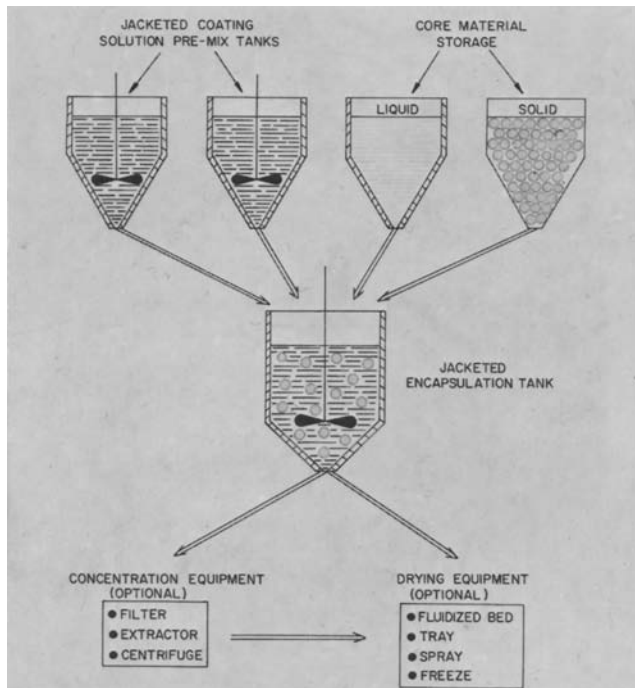 JACKETED COATING
SOLUTION PRE-MIX TANKS
CORE MATERIAL
STORAGE
LIQUID
SOLID
JACKETED
ENCAPSULATION TANK
CONCENTRATION EQUIPMENT
(OPTIONAL)
● FILTER
● EXTRACTOR
● CENTRIFUGE
DRYING EQUIPMENT
(OPTIONAL)
● FLUIDIZED BED
● TRAY
● SPRAY
● FREEZE